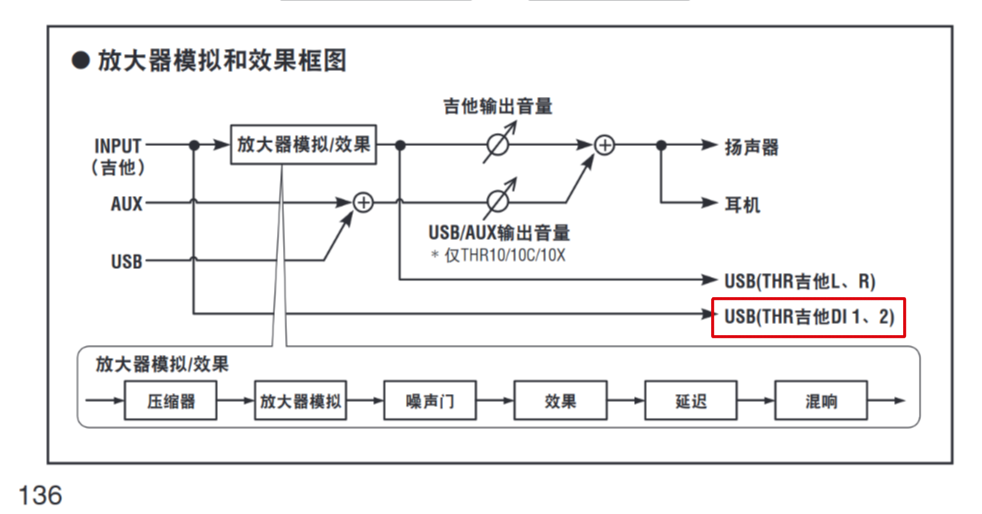 ● 放大器模拟和效果框图
吉他输出音量
INPUT
（吉他）
放大器模拟/效果
扬声器
AUX
耳机
USB/AUX输出音量
* 仅THR10/10C/10X
USB
USB(THR吉他L、R)
USB(THR吉他DI 1、2)
放大器模拟/效果
压缩器
放大器模拟
噪声门
效果
延迟
混响
136